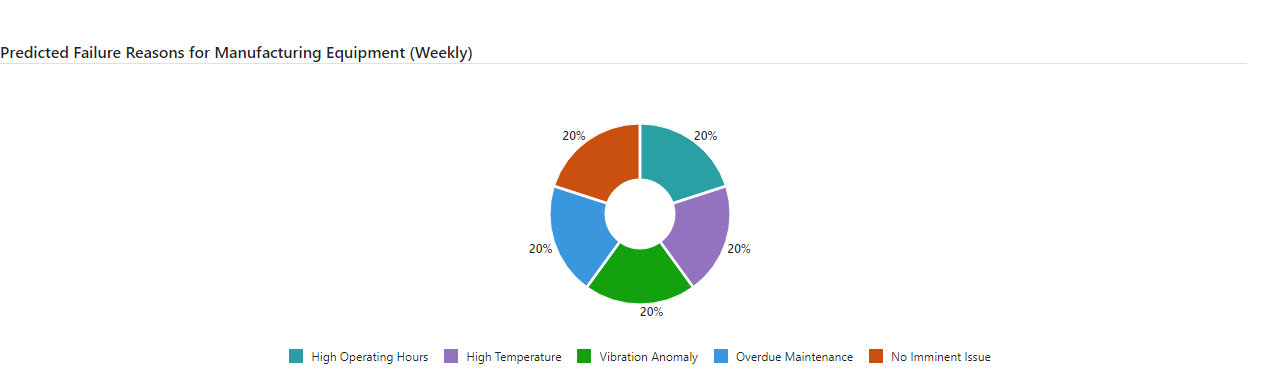 Predicted Failure Reasons for Manufacturing Equipment (Weekly)
20% 20%
20% 20%
20%
High Operating Hours High Temperature Vibration Anomaly Overdue Maintenance No Imminent Issue